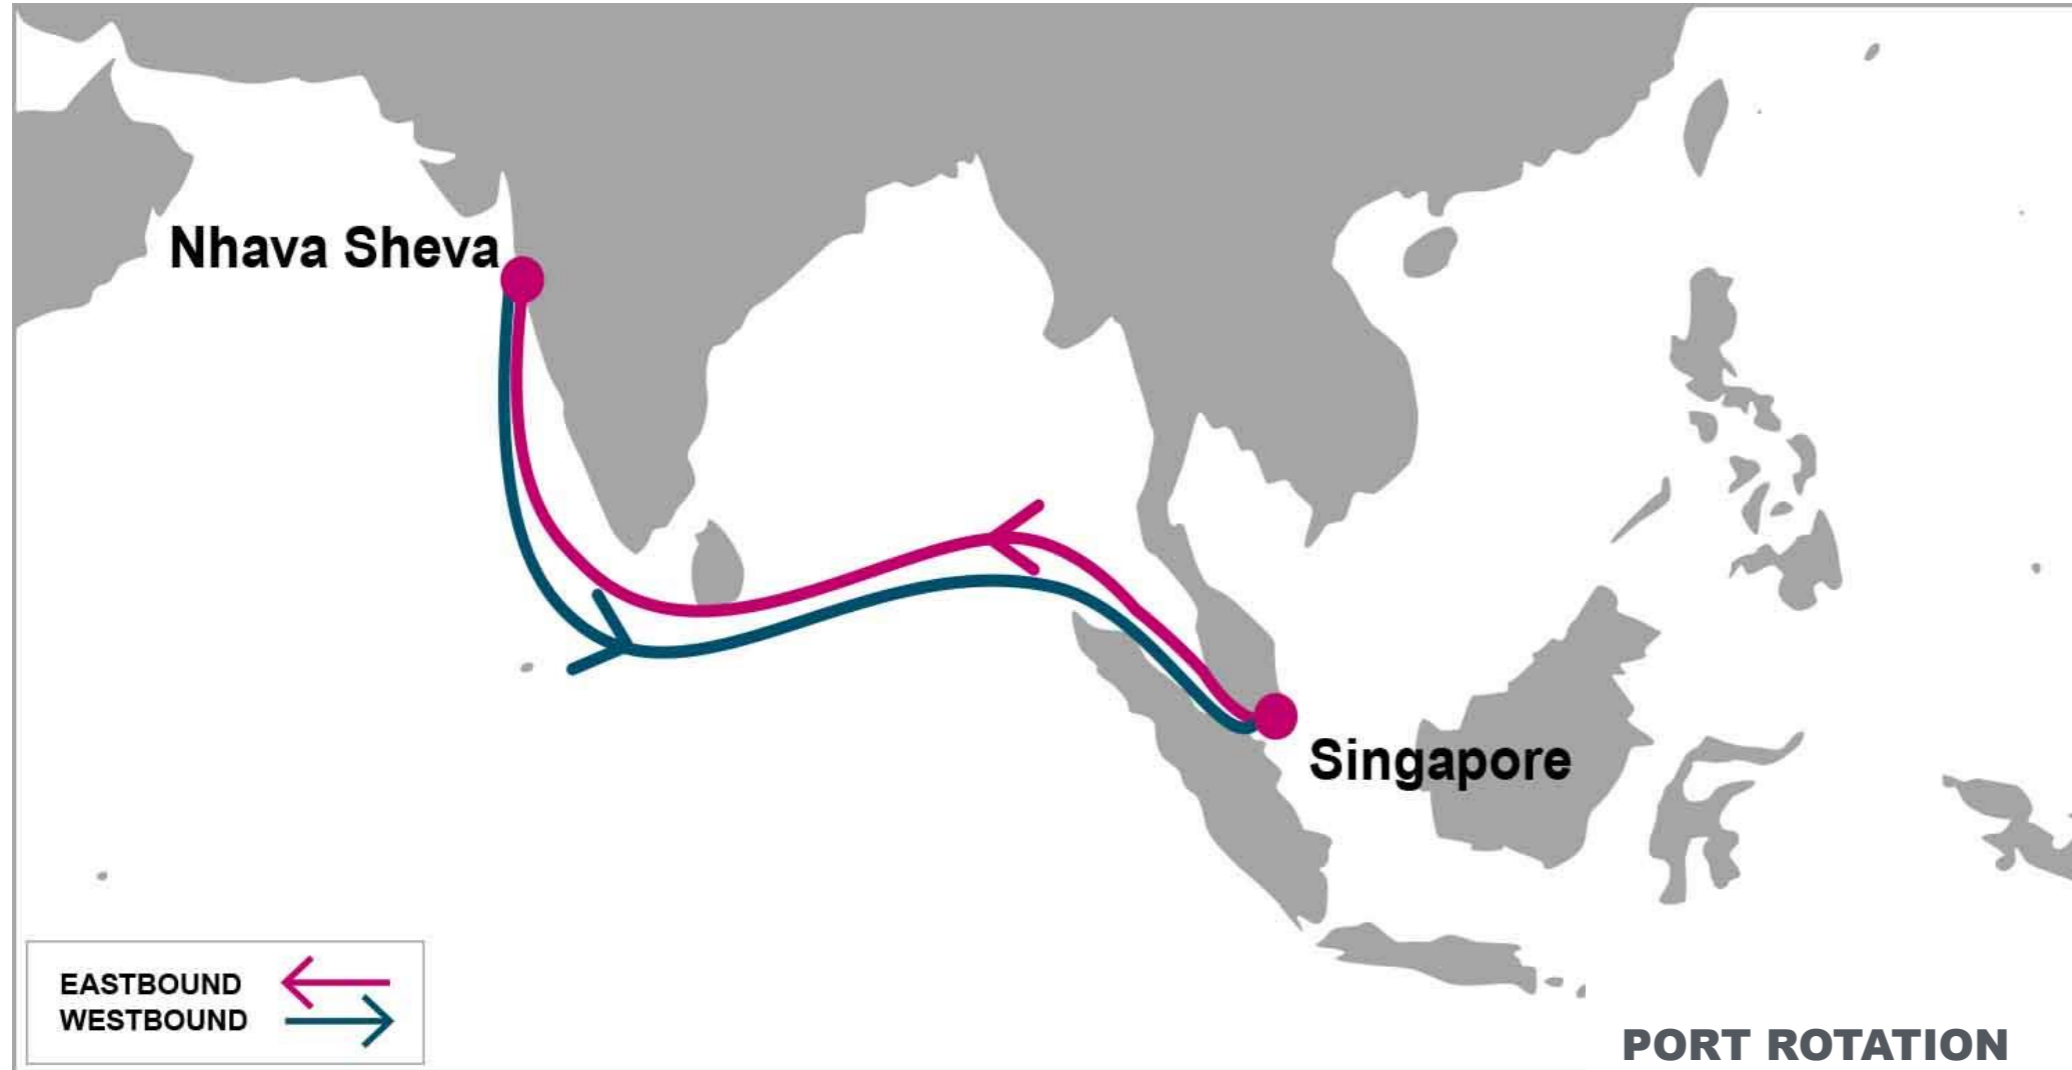 Nhava Sheva
Singapore
EASTBOUND
WESTBOUND
PORT ROTATION